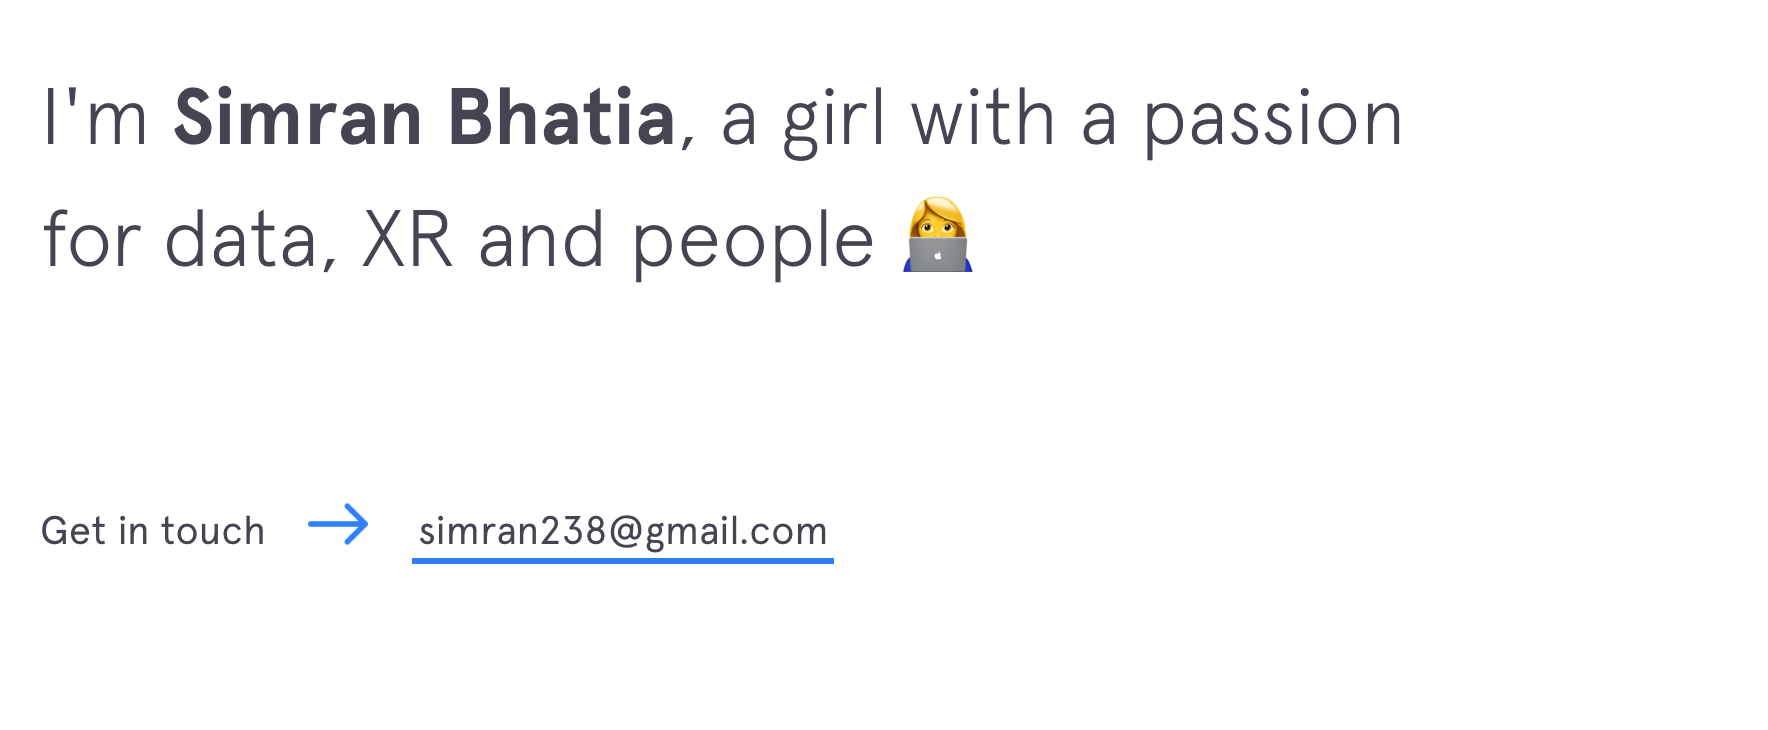 I'm Simran Bhatia, a girl with a passion
for data, XR and people 👩‍💻
Get in touch → simran238@gmail.com